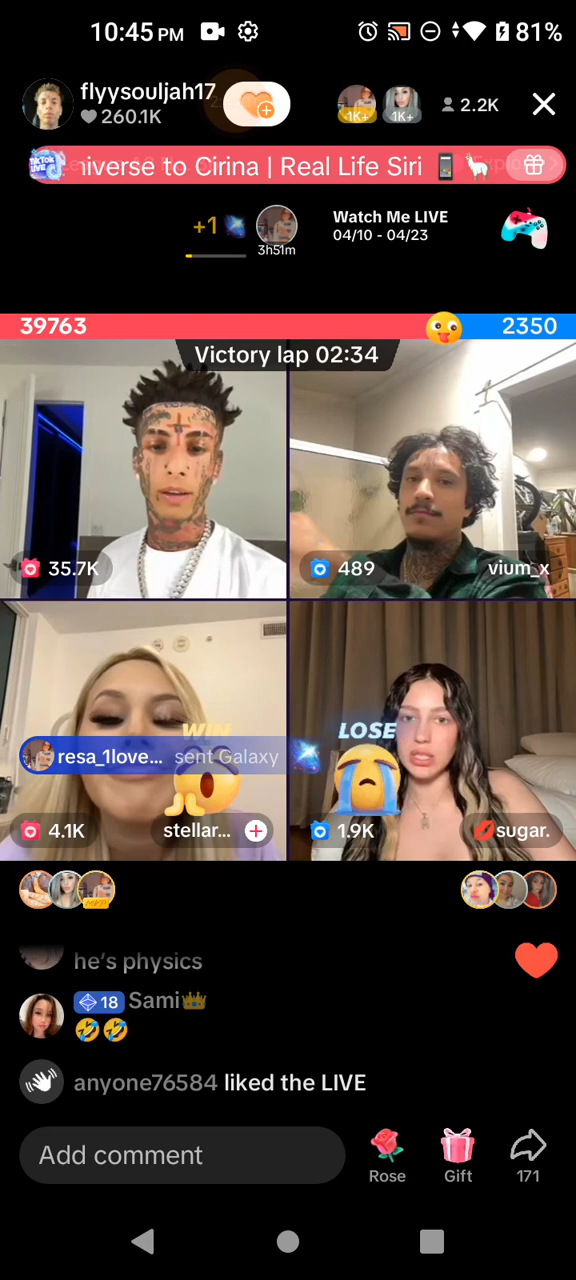 10:45 PM
81%
flyysouljah17
260.1K
1K+
1K+
2.2K
TikTok LIVE
iverse to Cirina | Real Life Siri
+1
3h51m
Watch Me LIVE
04/10 - 04/23
39763
2350
Victory lap 02:34
35.7K
489
vium_x
WIN
LOSE
resa_1love... sent Galaxy
4.1K
stellar...
1.9K
sugar.
he's physics
18 Sami
anyone76584 liked the LIVE
Add comment
Rose
Gift
171